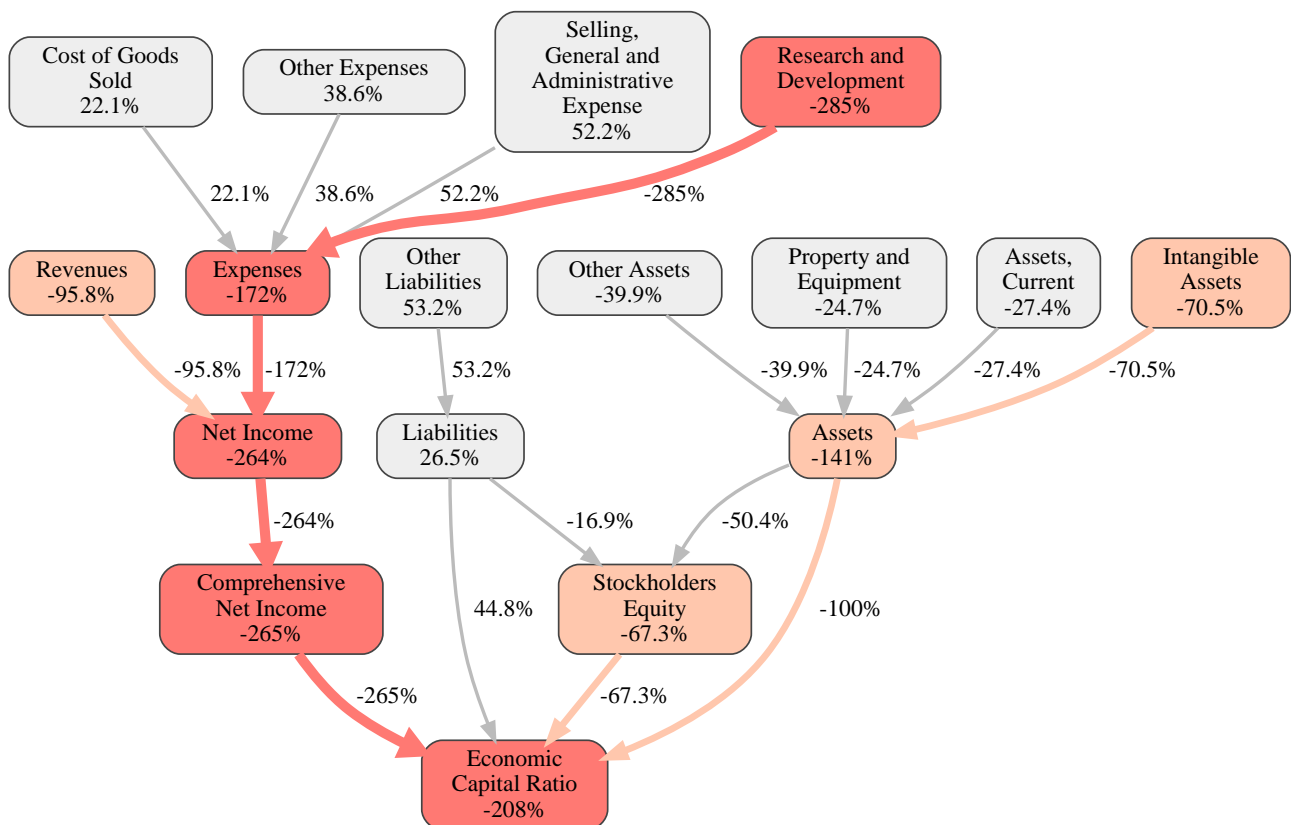 Cost of Goods
Sold
22.1%
Other Expenses
38.6%
Selling,
General and
Administrative
Expense
52.2%
Research and
Development
-285%
22.1%
38.6%
52.2%
-285%
Revenues
-95.8%
Expenses
-172%
Other
Liabilities
53.2%
Other Assets
-39.9%
Property and
Equipment
-24.7%
Assets,
Current
-27.4%
Intangible
Assets
-70.5%
-95.8%
-172%
53.2%
-39.9%
-24.7%
-27.4%
-70.5%
Net Income
-264%
Liabilities
26.5%
Assets
-141%
-264%
-16.9%
-50.4%
Comprehensive
Net Income
-265%
44.8%
Stockholders
Equity
-67.3%
-100%
-265%
-67.3%
Economic
Capital Ratio
-208%